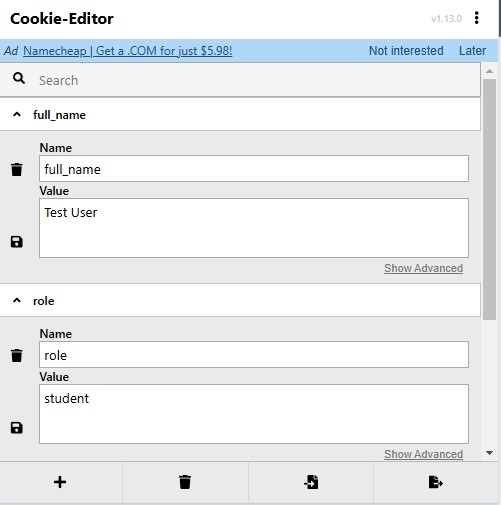 Cookie-Editor
v1.13.0
Ad Namecheap | Get a .COM for just $5.98!
Not interested Later
Search
full_name
Name
full_name
Value
Test User
Show Advanced
role
Name
role
Value
student
Show Advanced